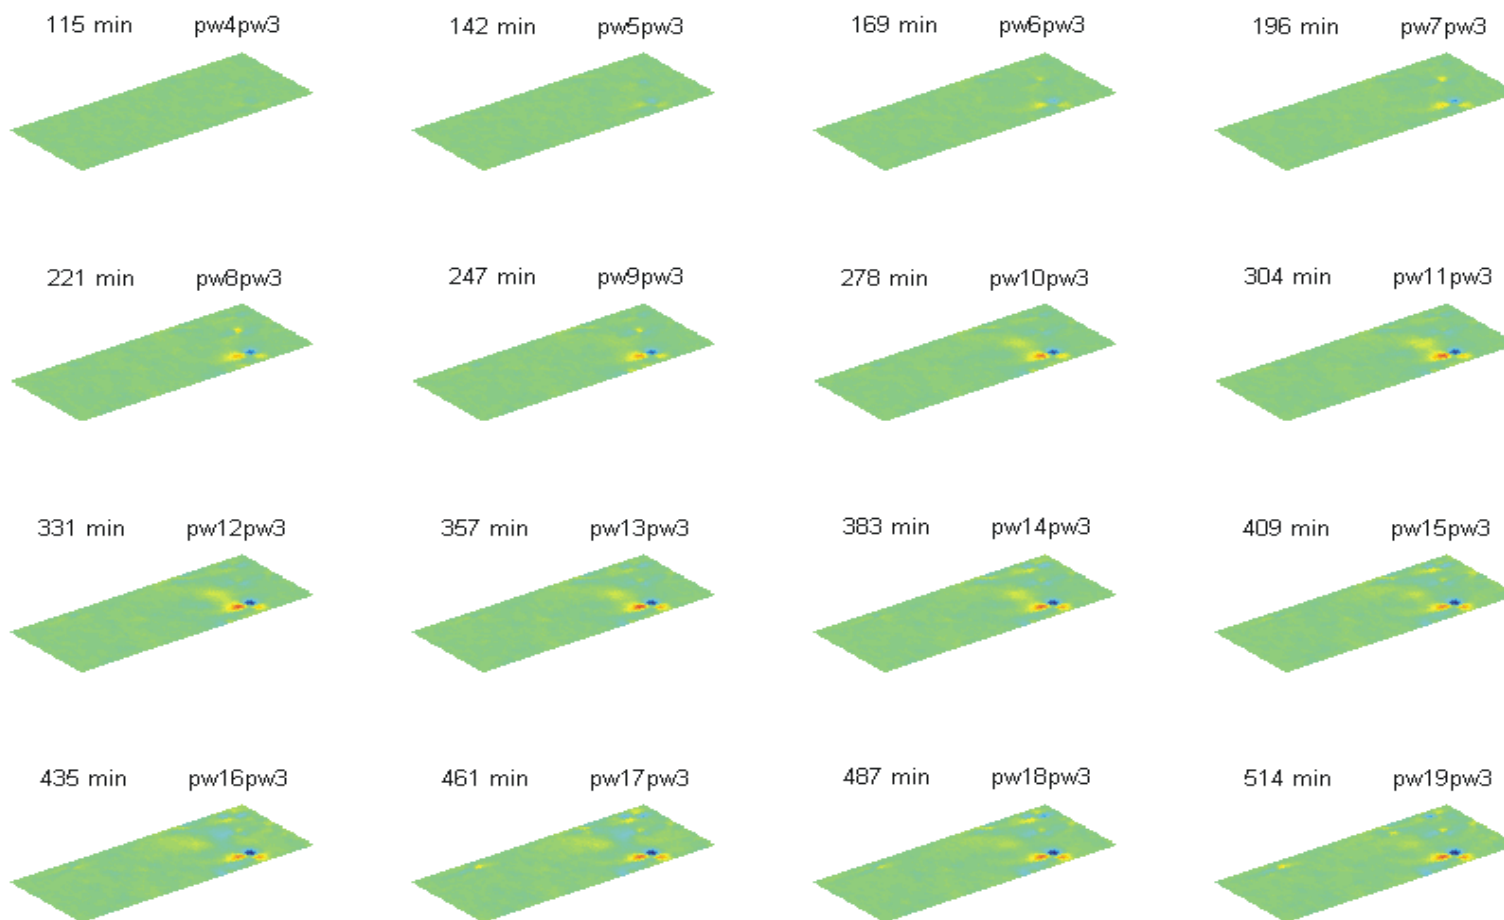 115 min pw4pw3 142 min pw5pw3 169 min pw6pw3 196 min pw7pw3
221 min pw8pw3 247 min pw9pw3 278 min pw10pw3 304 min pw11pw3
331 min pw12pw3 357 min pw13pw3 383 min pw14pw3 409 min pw15pw3
435 min pw16pw3 461 min pw17pw3 487 min pw18pw3 514 min pw19pw3